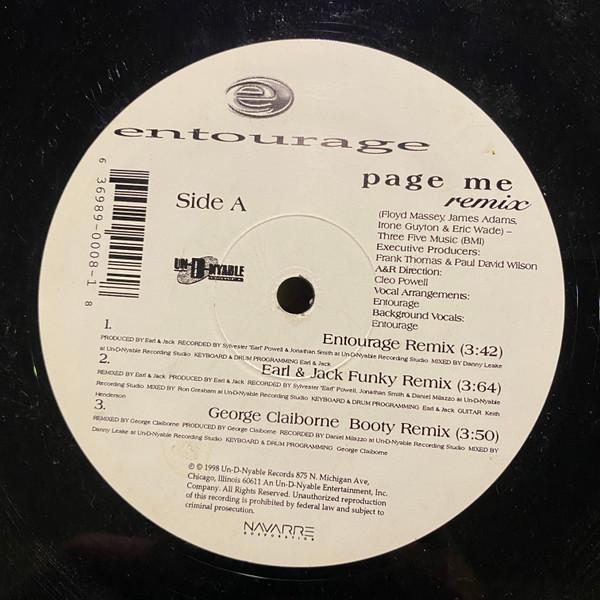 e
entourage
page me
remix
Side A
6 36989-0008-1 8
UN-D-NYABLE
(Floyd Massey, James Adams,
Irone Guyton & Eric Wade) –
Three Five Music (BMI)
Executive Producers:
Frank Thomas & Paul David Wilson
A&R Direction:
Cleo Powell
Vocal Arrangements:
Entourage
Background Vocals:
Entourage
1.
Entourage Remix (3:42)
PRODUCED BY Earl & Jack RECORDED BY Sylvester "Earl" Powell & Jonathan Smith at Un-D-Nyable Recording Studio MIXED BY Danny Leake
at Un-D-Nyable Recording Studio KEYBOARD & DRUM PROGRAMMING Earl & Jack
2.
Earl & Jack Funky Remix (3:64)
REMIXED BY Earl & Jack PRODUCED BY Earl & Jack RECORDED BY Sylvester "Earl" Powell, Jonathan Smith & Daniel Milazzo at Un-D-Nyable
Recording Studio MIXED BY Ron Gresham at Un-D-Nyable Recording Studio KEYBOARD & DRUM PROGRAMMING Earl & Jack GUITAR Keith
Henderson
3.
George Claiborne Booty Remix (3:50)
REMIXED BY George Claiborne PRODUCED BY George Claiborne RECORDED BY Daniel Milazzo at Un-D-Nyable Recording Studio MIXED BY
Danny Leake at Un-D-Nyable Recording Studio KEYBOARD & DRUM PROGRAMMING George Claiborne
℗ © 1998 Un-D-Nyable Records 875 N. Michigan Ave,
Chicago, Illinois 60611 An Un-D-Nyable Entertainment, Inc.
Company. All Rights Reserved. Unauthorized reproduction
of this recording is prohibited by federal law and subject to
criminal prosecution.
NAVARRE
CORPORATION